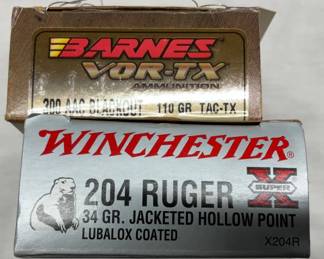 BARNES
VOR-TX
AMMUNITION
300 AAC BLACKOUT 110 GR TAC-TX
WINCHESTER
204 RUGER
SUPER X
34 GR. JACKETED HOLLOW POINT
LUBALOX COATED
X204R